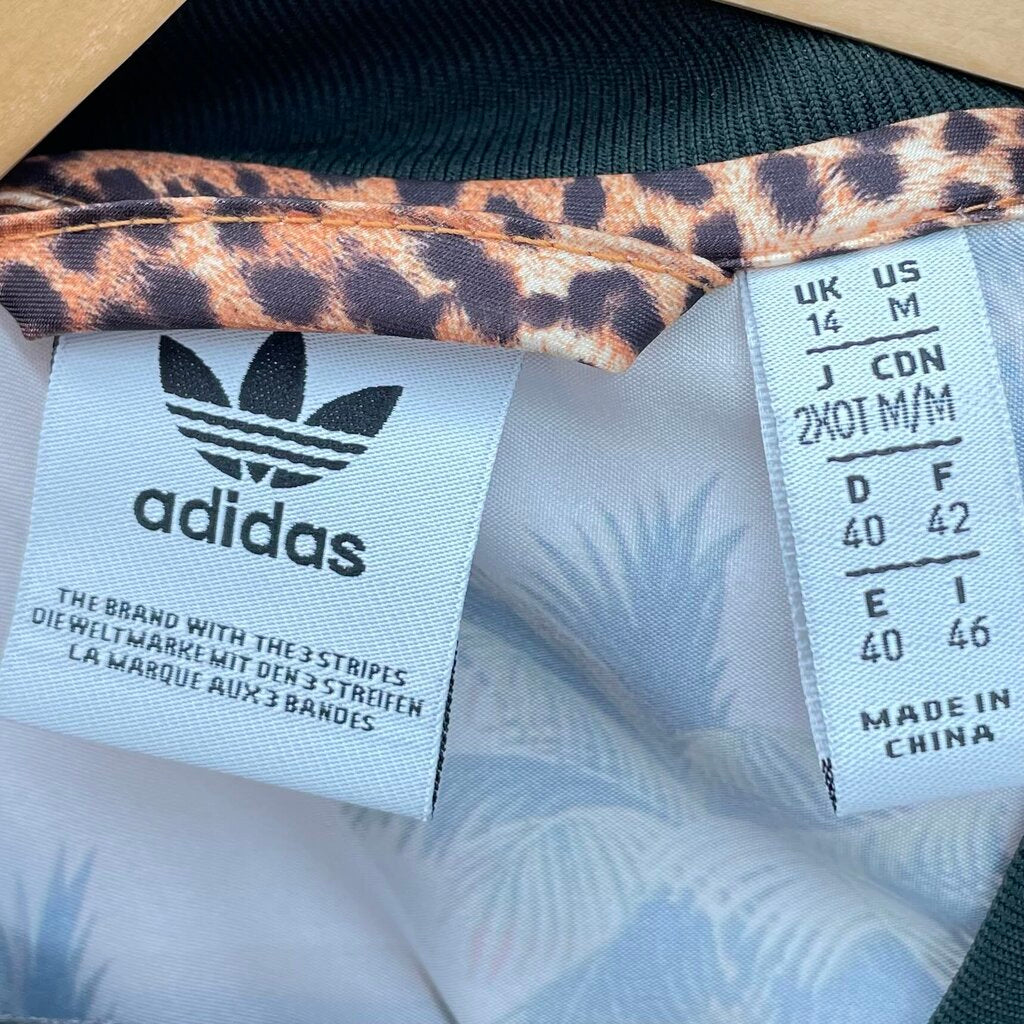 adidas
THE BRAND WITH THE 3 STRIPES
DIE WELTMARKE MIT DEN 3 STREIFEN
LA MARQUE AUX 3 BANDES
UK US
14 M
J CDN
2XOT M/M
D F
40 42
E I
40 46
MADE IN
CHINA